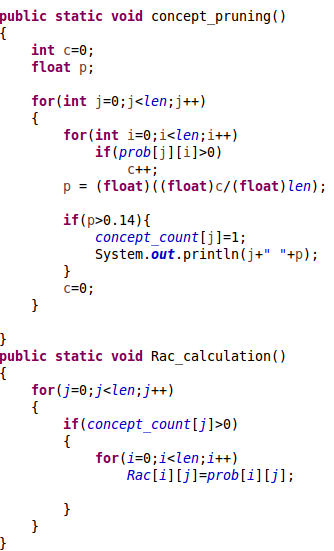 public static void concept_pruning()
{
    int c=0;
    float p;

    for(int j=0;j<len;j++)
    {
        for(int i=0;i<len;i++)
            if(prob[j][i]>0)
                c++;
        p = (float)((float)c/(float)len);

        if(p>0.14){
            concept_count[j]=1;
            System.out.println(j+" "+p);
        }
        c=0;
    }

}
public static void Rac_calculation()
{
    for(j=0;j<len;j++)
    {
        if(concept_count[j]>0)
        {
            for(i=0;i<len;i++)
                Rac[i][j]=prob[i][j];

        }
    }
}